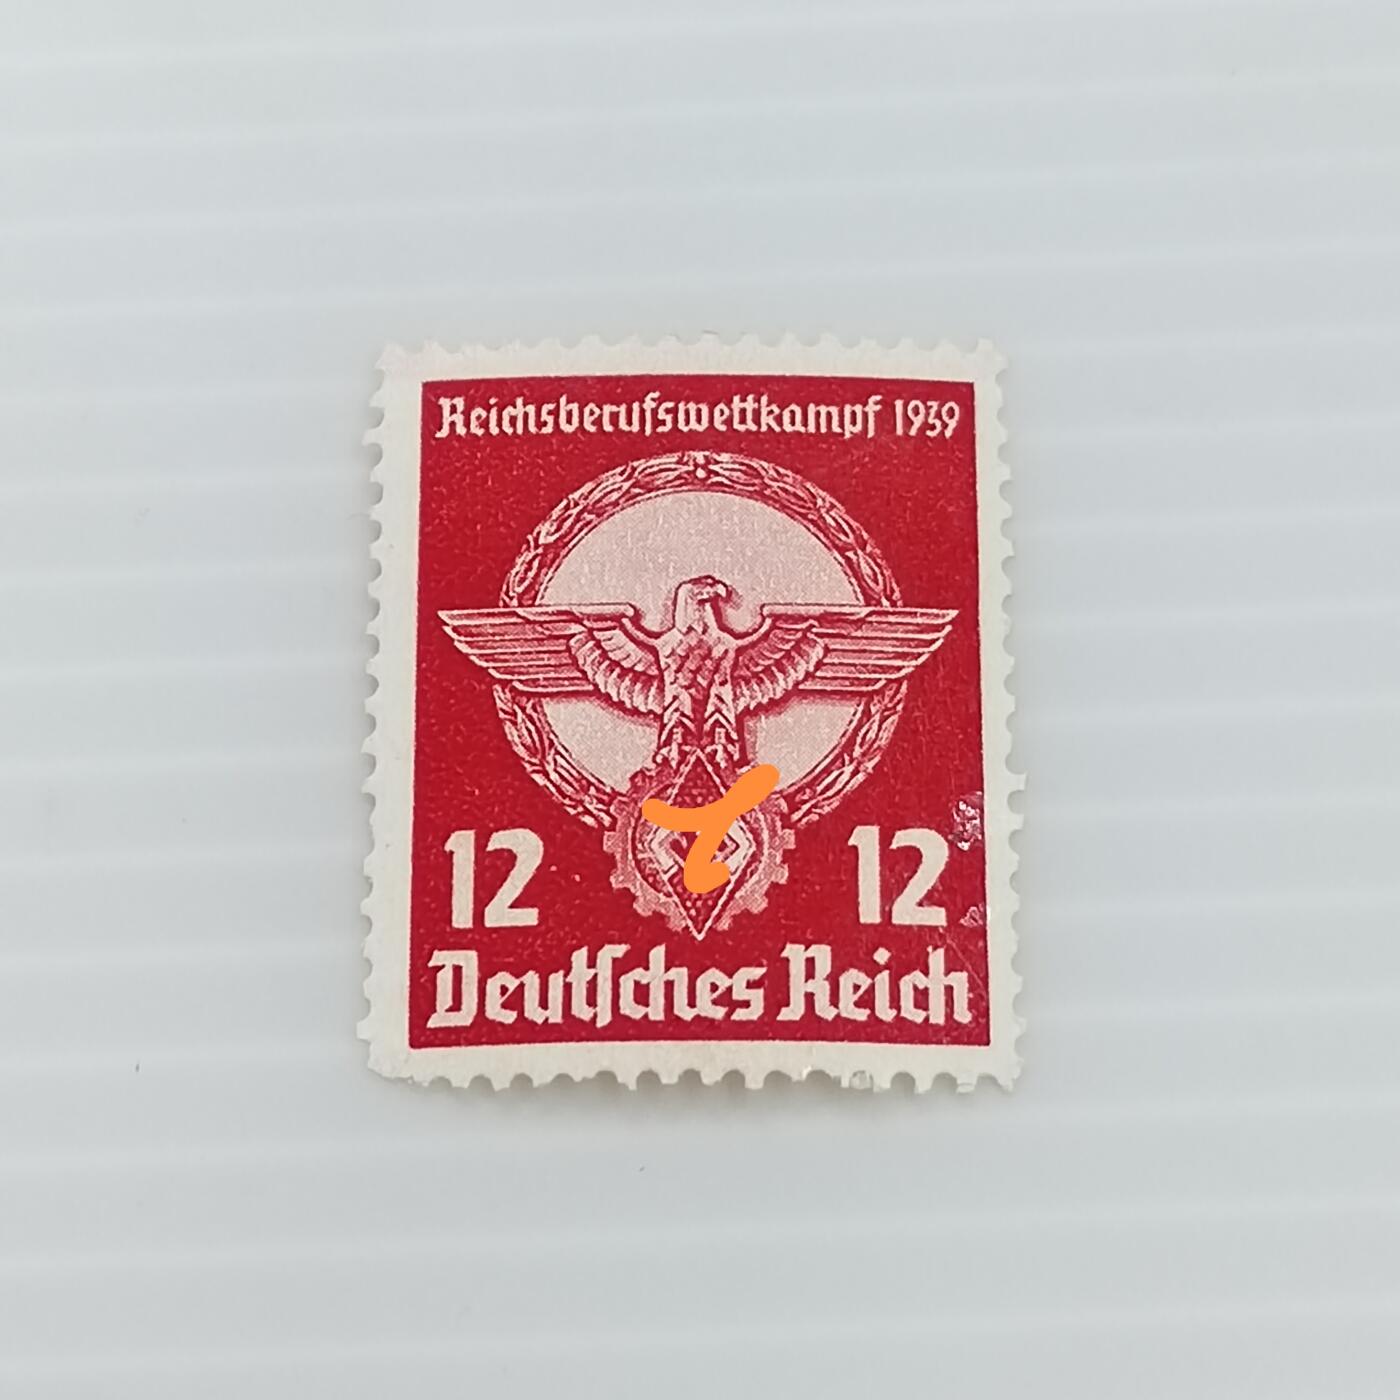 Reichsberufswettkampf 1939
12 12
Deutſches Reich